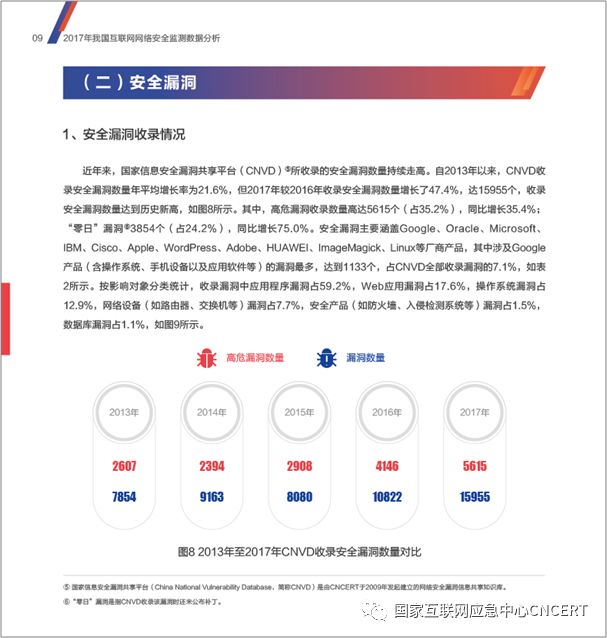 09 2017年我国互联网网络安全监测数据分析
（二）安全漏洞
1、安全漏洞收录情况
近年来，国家信息安全漏洞共享平台（CNVD）⑤所收录的安全漏洞数量持续走高。自2013年以来，CNVD收
录安全漏洞数量年平均增长率为21.6%，但2017年较2016年收录安全漏洞数量增长了47.4%，达15955个，收录
安全漏洞数量达到历史新高，如图8所示。其中，高危漏洞收录数量高达5615个（占35.2%），同比增长35.4%；
“零日”漏洞⑥3854个（占24.2%），同比增长75.0%。安全漏洞主要涵盖Google、Oracle、Microsoft、
IBM、Cisco、Apple、WordPress、Adobe、HUAWEI、ImageMagick、Linux等厂商产品，其中涉及Google
产品（含操作系统、手机设备以及应用软件等）的漏洞最多，达到1133个，占CNVD全部收录漏洞的7.1%，如表
2所示。按影响对象分类统计，收录漏洞中应用程序漏洞占59.2%，Web应用漏洞占17.6%，操作系统漏洞占
12.9%，网络设备（如路由器、交换机等）漏洞占7.7%，安全产品（如防火墙、入侵检测系统等）漏洞占1.5%，
数据库漏洞占1.1%，如图9所示。
高危漏洞数量 漏洞数量
2013年 2014年 2015年 2016年 2017年
2607 2394 2908 4146 5615
7854 9163 8080 10822 15955
图8 2013年至2017年CNVD收录安全漏洞数量对比
⑤ 国家信息安全漏洞共享平台（China National Vulnerability Database，简称CNVD）是由CNCERT于2009年发起建立的网络安全漏洞信息共享知识库。
⑥ “零日”漏洞是指CNVD收录该漏洞时还未公布补丁。
国家互联网应急中心CNCERT